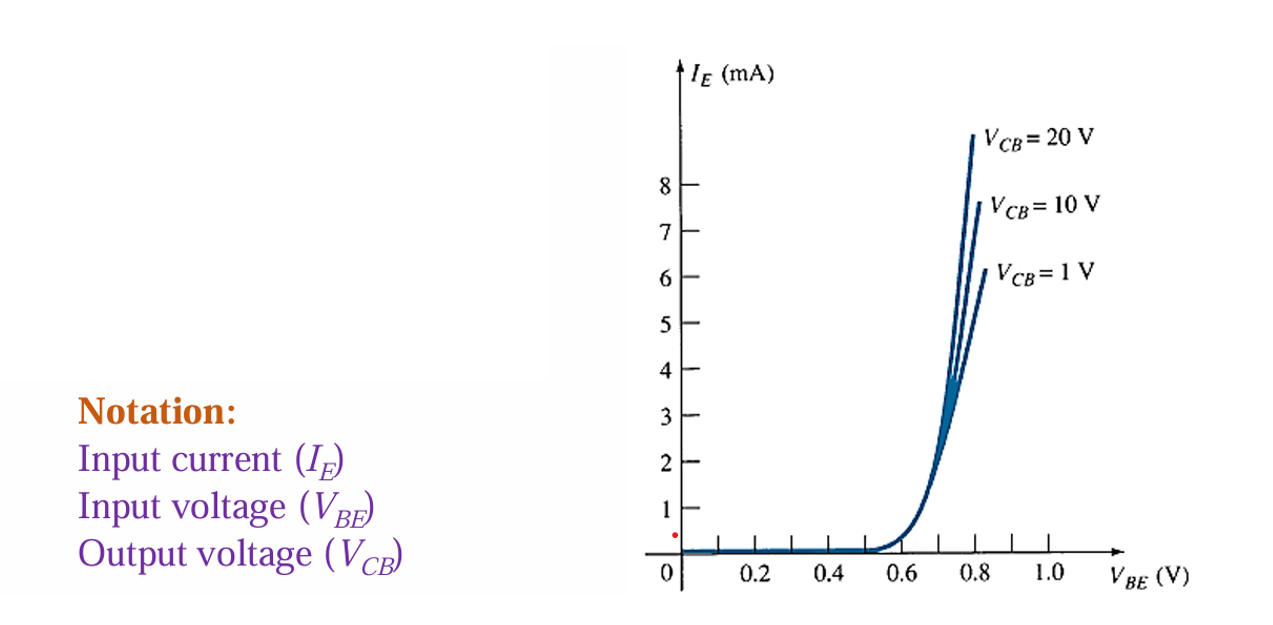 Notation:
Input current (I_E)
Input voltage (V_BE)
Output voltage (V_CB)
I_E (mA)
V_CB = 20 V
V_CB = 10 V
V_CB = 1 V
8
7
6
5
4
3
2
1
0 0.2 0.4 0.6 0.8 1.0 V_BE (V)